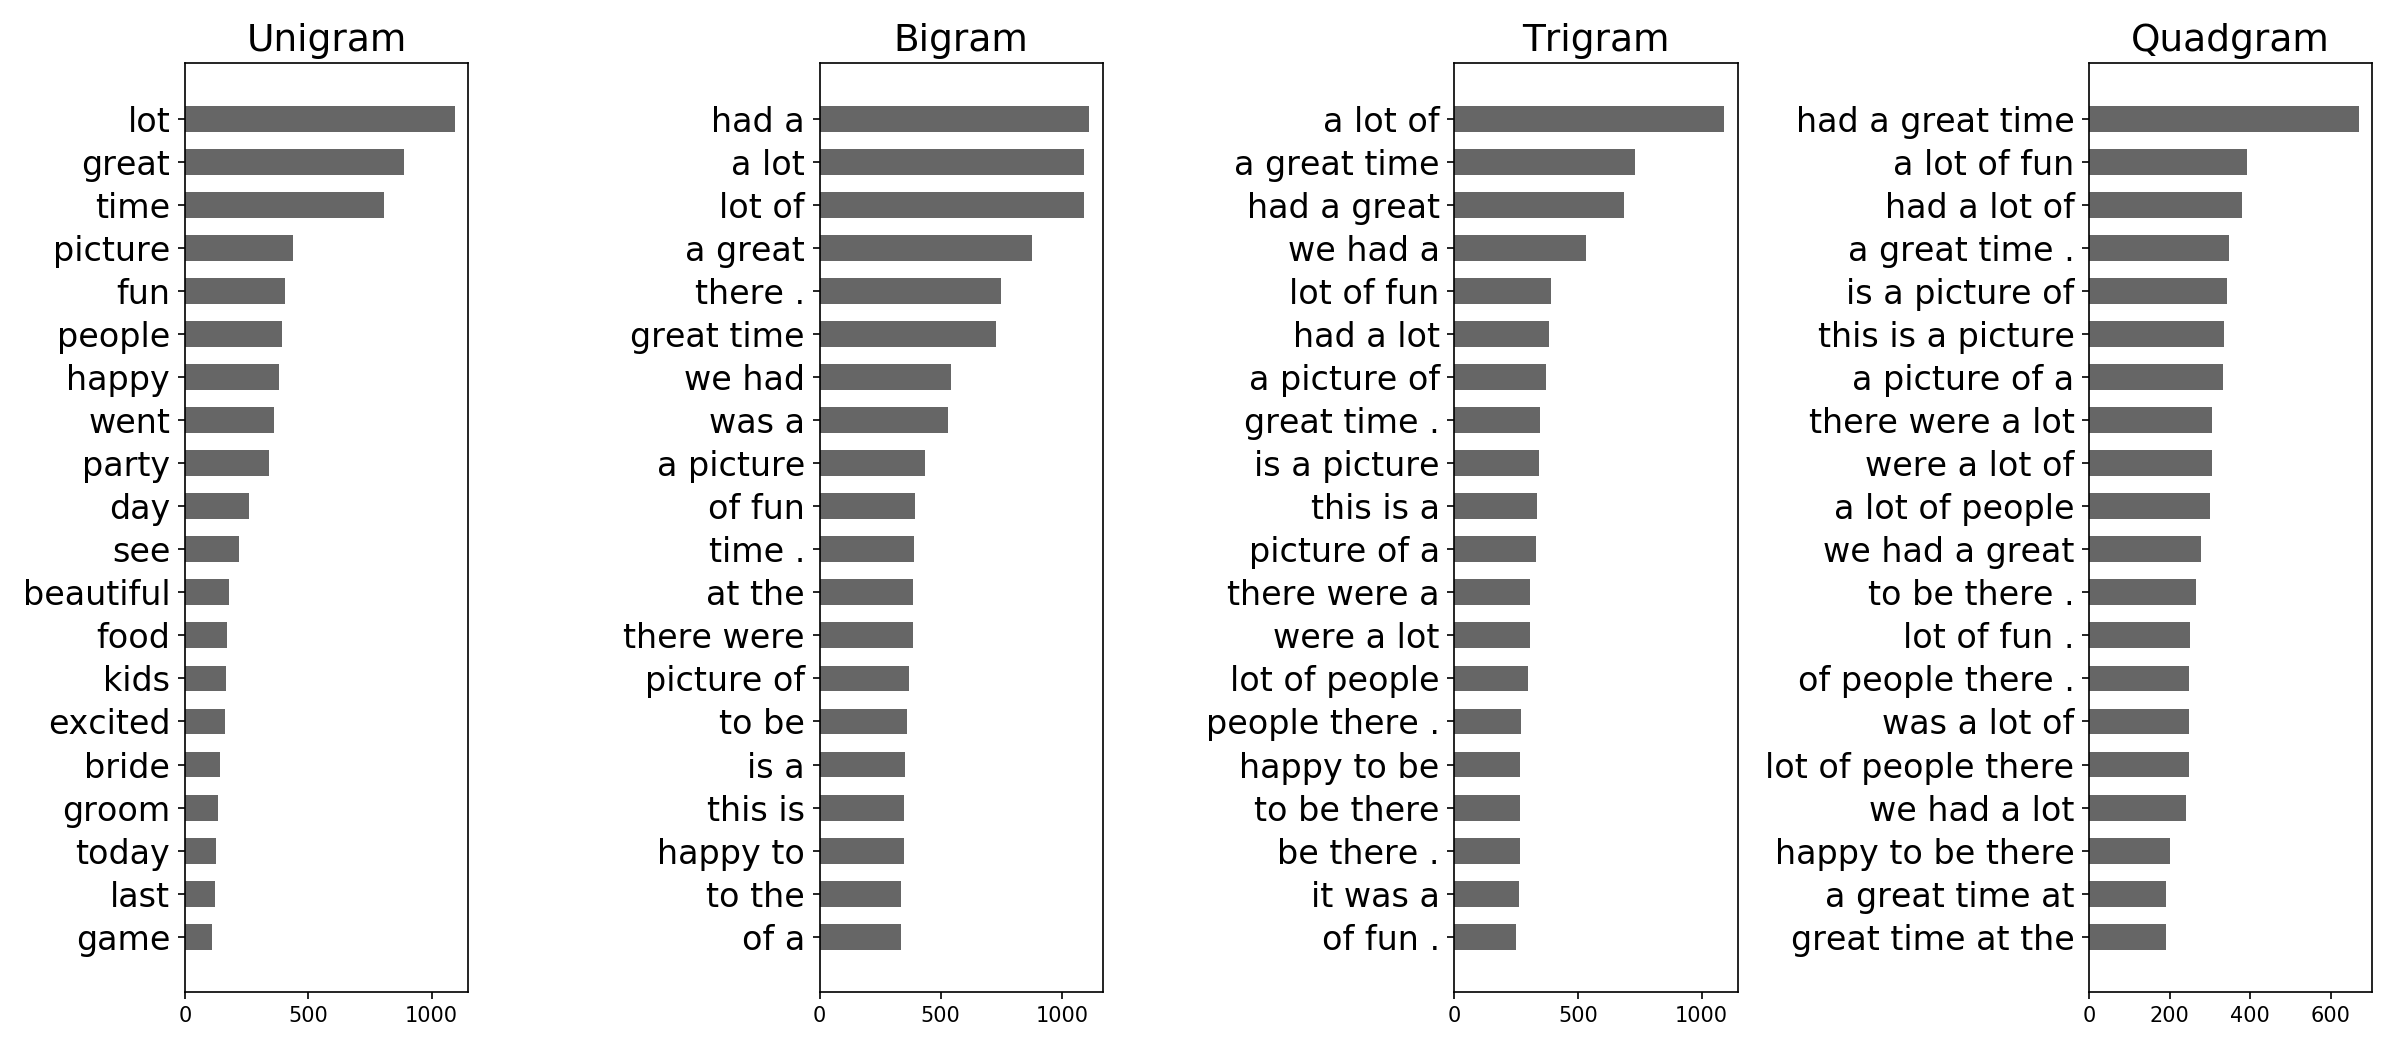 Unigram
lot
great
time
picture
fun
people
happy
went
party
day
see
beautiful
food
kids
excited
bride
groom
today
last
game
0 500 1000
Bigram
had a
a lot
lot of
a great
there .
great time
we had
was a
a picture
of fun
time .
at the
there were
picture of
to be
is a
this is
happy to
to the
of a
0 500 1000
Trigram
a lot of
a great time
had a great
we had a
lot of fun
had a lot
a picture of
great time .
is a picture
this is a
picture of a
there were a
were a lot
lot of people
people there .
happy to be
to be there
be there .
it was a
of fun .
0 500 1000
Quadgram
had a great time
a lot of fun
had a lot of
a great time .
is a picture of
this is a picture
a picture of a
there were a lot
were a lot of
a lot of people
we had a great
to be there .
lot of fun .
of people there .
was a lot of
lot of people there
we had a lot
happy to be there
a great time at
great time at the
0 200 400 600